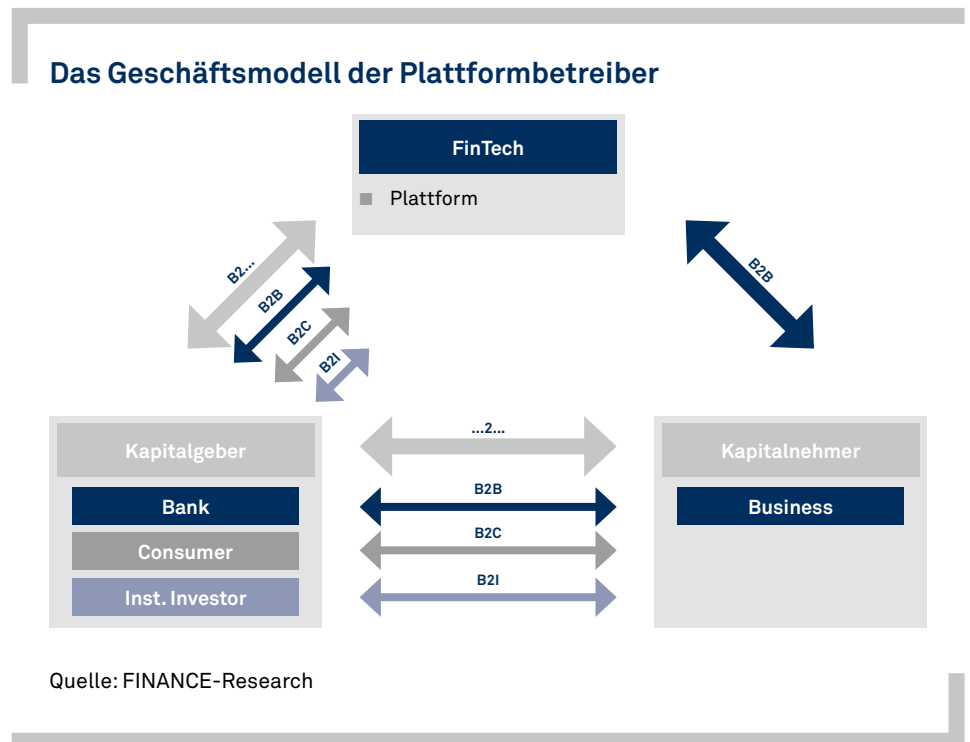 Das Geschäftsmodell der Plattformbetreiber
FinTech
Plattform
B2...
B2B
B2C
B2I
B2B
Kapitalgeber
Bank
Consumer
Inst. Investor
...2...
B2B
B2C
B2I
Kapitalnehmer
Business
Quelle: FINANCE-Research